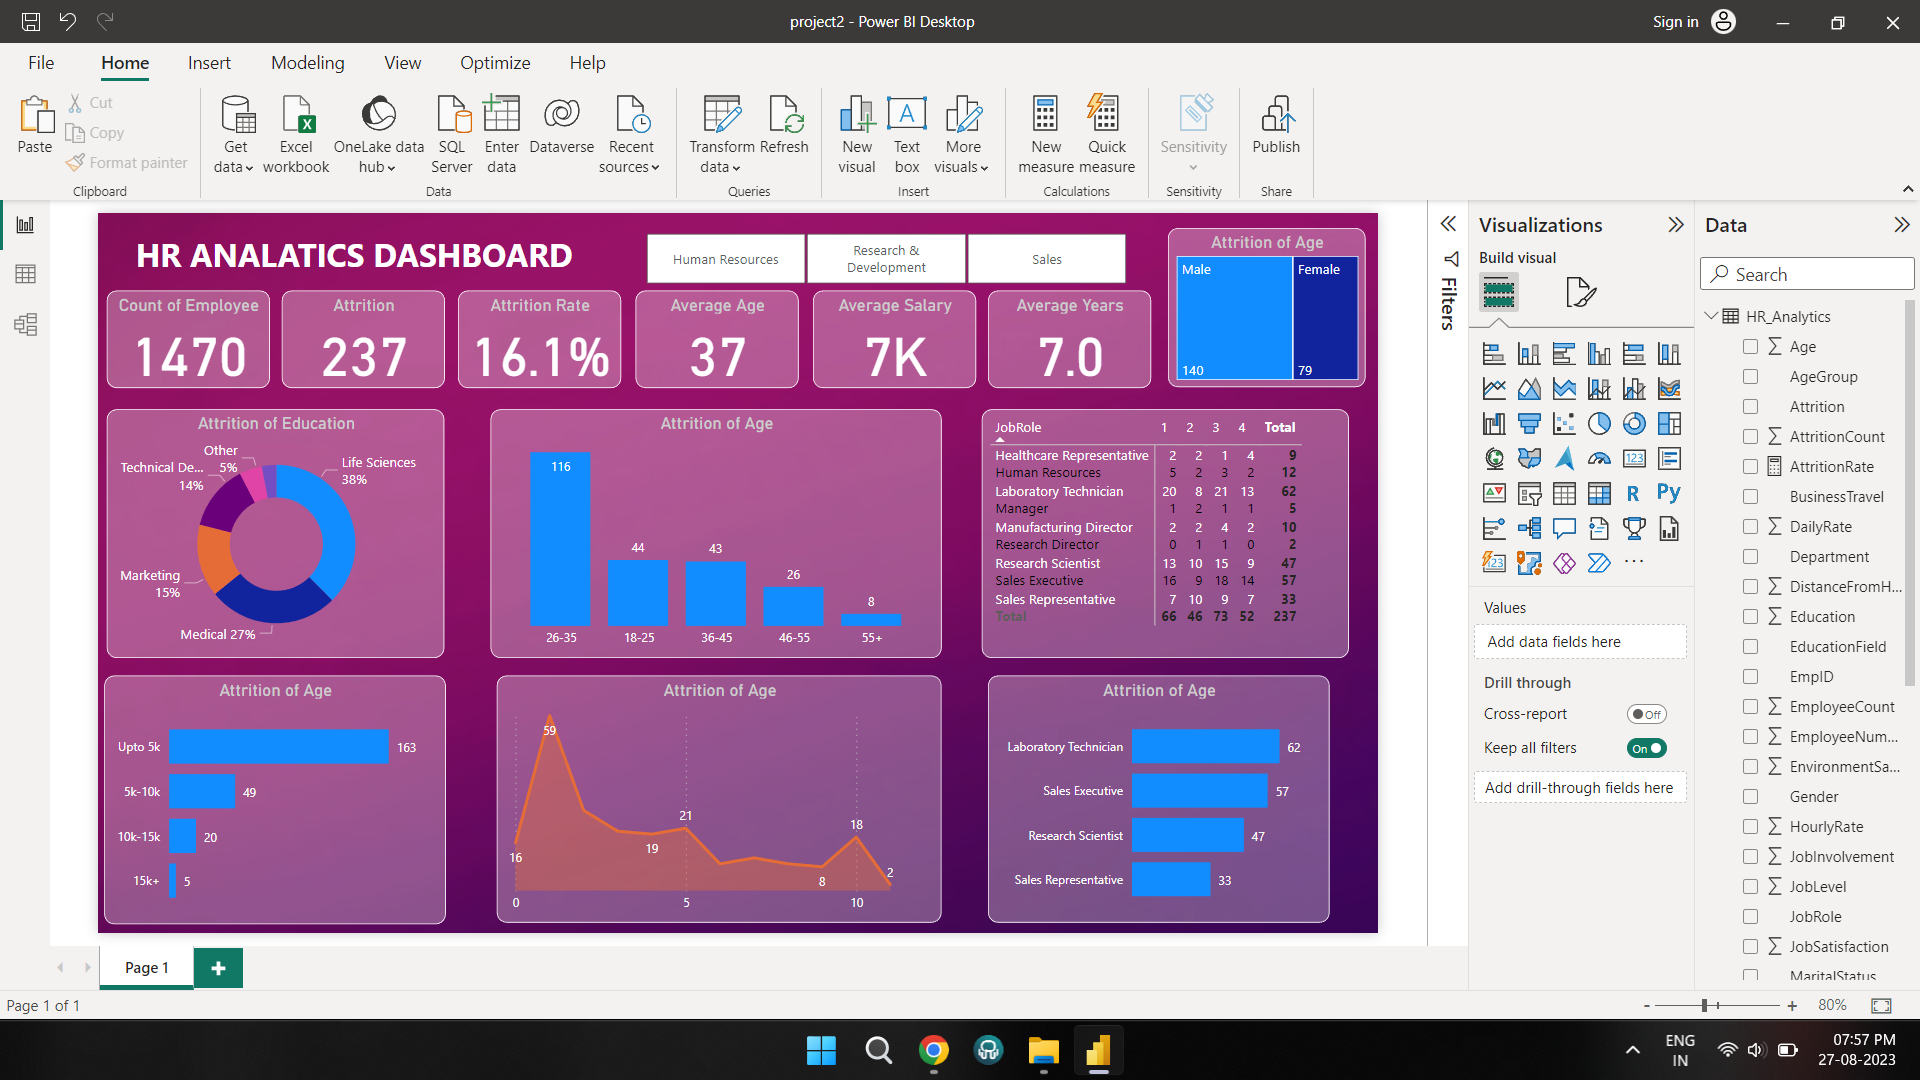 project2 - Power BI Desktop
Sign in
File Home Insert Modeling View Optimize Help
Paste
Cut
Copy
Format painter
Clipboard
Get data
Excel workbook
OneLake data hub
SQL Server
Enter data
Dataverse
Recent sources
Data
Transform data
Refresh
Queries
New visual
Text box
More visuals
Insert
New measure
Quick measure
Calculations
Sensitivity
Sensitivity
Publish
Share
HR ANALATICS DASHBOARD
Human Resources
Research &
Development
Sales
Count of Employee
1470
Attrition
237
Attrition Rate
16.1%
Average Age
37
Average Salary
7K
Average Years
7.0
Attrition of Age
Male
140
Female
79
Attrition of Education
Other
5%
Technical De...
14%
Life Sciences
38%
Marketing
15%
Medical 27%
Attrition of Age
116
44
43
26
8
26-35 18-25 36-45 46-55 55+
JobRole 1 2 3 4 Total
Healthcare Representative 2 2 1 4 9
Human Resources 5 2 3 2 12
Laboratory Technician 20 8 21 13 62
Manager 1 2 1 1 5
Manufacturing Director 2 2 4 2 10
Research Director 0 1 1 0 2
Research Scientist 13 10 15 9 47
Sales Executive 16 9 18 14 57
Sales Representative 7 10 9 7 33
Total 66 46 73 52 237
Attrition of Age
Upto 5k 163
5k-10k 49
10k-15k 20
15k+ 5
Attrition of Age
59
16
19
21
8
18
2
0 5 10
Attrition of Age
Laboratory Technician 62
Sales Executive 57
Research Scientist 47
Sales Representative 33
Filters
Visualizations
Build visual
123
R
Py
123
Values
Add data fields here
Drill through
Cross-report Off
Keep all filters On
Add drill-through fields here
Data
Search
HR_Analytics
Age
AgeGroup
Attrition
AttritionCount
AttritionRate
BusinessTravel
DailyRate
Department
DistanceFromH...
Education
EducationField
EmpID
EmployeeCount
EmployeeNum...
EnvironmentSa...
Gender
HourlyRate
JobInvolvement
JobLevel
JobRole
JobSatisfaction
MaritalStatus
Page 1
Page 1 of 1
- + 80%
ENG
IN
07:57 PM
27-08-2023